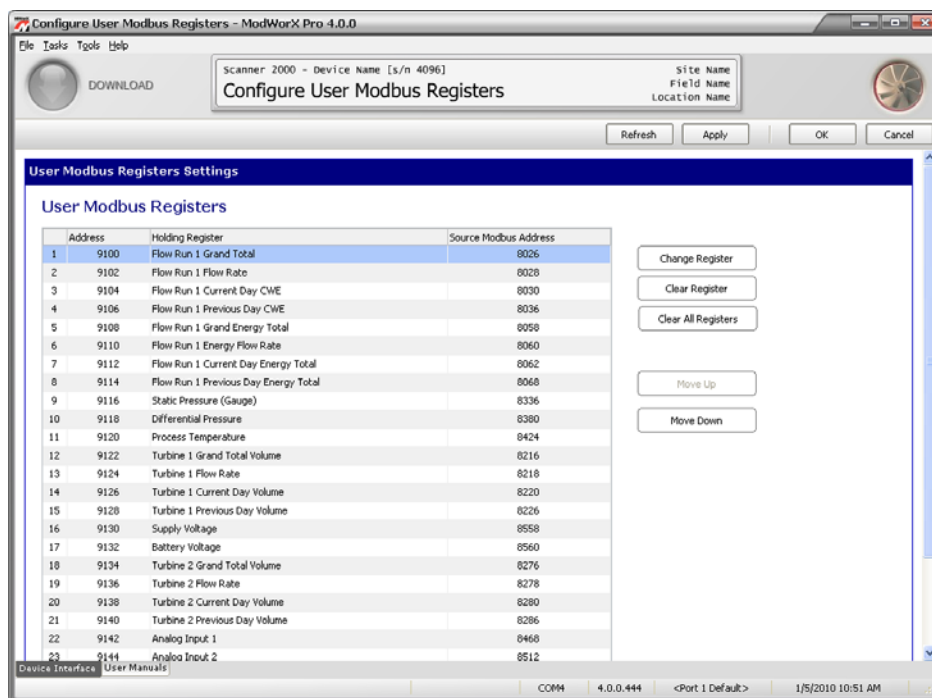 Configure User Modbus Registers - ModWorX Pro 4.0.0
File Tasks Tools Help
DOWNLOAD
Scanner 2000 - Device Name [s/n 4096]
Configure User Modbus Registers
Site Name
Field Name
Location Name
Refresh Apply OK Cancel
User Modbus Registers Settings
User Modbus Registers
Address Holding Register Source Modbus Address
1 9100 Flow Run 1 Grand Total 8026
2 9102 Flow Run 1 Flow Rate 8028
3 9104 Flow Run 1 Current Day CWE 8030
4 9106 Flow Run 1 Previous Day CWE 8036
5 9108 Flow Run 1 Grand Energy Total 8058
6 9110 Flow Run 1 Energy Flow Rate 8060
7 9112 Flow Run 1 Current Day Energy Total 8062
8 9114 Flow Run 1 Previous Day Energy Total 8068
9 9116 Static Pressure (Gauge) 8336
10 9118 Differential Pressure 8380
11 9120 Process Temperature 8424
12 9122 Turbine 1 Grand Total Volume 8216
13 9124 Turbine 1 Flow Rate 8218
14 9126 Turbine 1 Current Day Volume 8220
15 9128 Turbine 1 Previous Day Volume 8226
16 9130 Supply Voltage 8558
17 9132 Battery Voltage 8560
18 9134 Turbine 2 Grand Total Volume 8276
19 9136 Turbine 2 Flow Rate 8278
20 9138 Turbine 2 Current Day Volume 8280
21 9140 Turbine 2 Previous Day Volume 8286
22 9142 Analog Input 1 8468
23 9144 Analog Input 2 8512
Change Register
Clear Register
Clear All Registers
Move Up
Move Down
Device Interface User Manuals
COM4 4.0.0.444 <Port 1 Default> 1/5/2010 10:51 AM